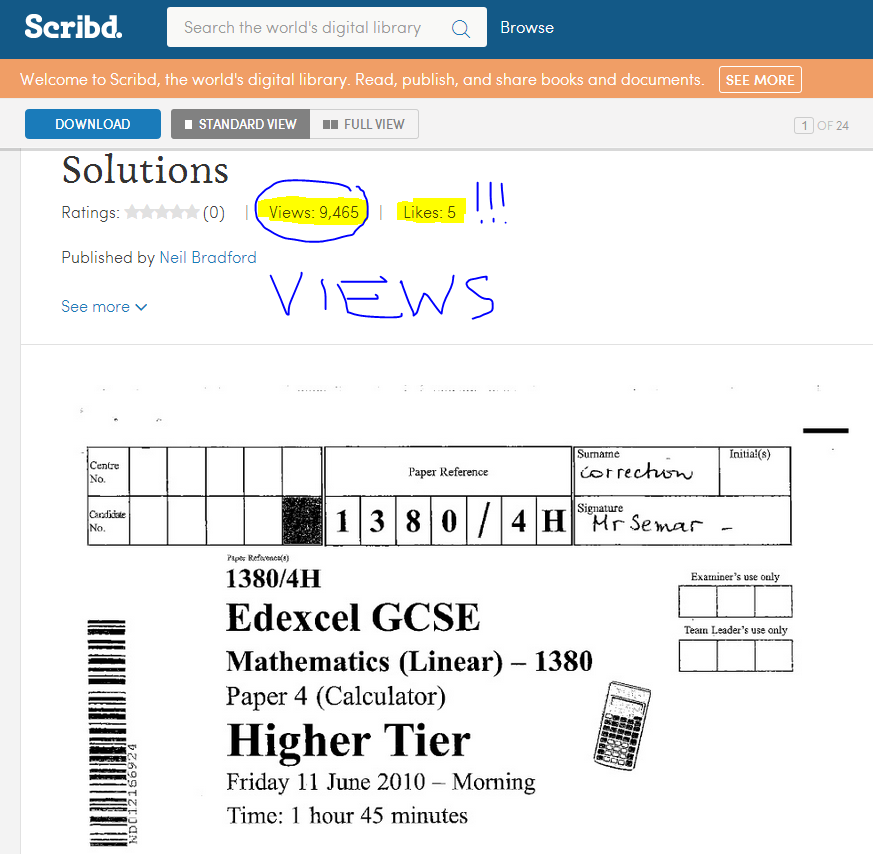 Scribd.
Search the world's digital library
Browse
Welcome to Scribd, the world's digital library. Read, publish, and share books and documents.
SEE MORE
DOWNLOAD
STANDARD VIEW
FULL VIEW
1 OF 24
Solutions
Ratings: (0) | Views: 9,465 | Likes: 5 !!!
Published by Neil Bradford
VIEWS
See more
Centre No.
Paper Reference
Surname
correction
Initial(s)
Candidate No.
1 3 8 0 / 4 H
Signature
Mr Semar -
Paper Reference(s)
1380/4H
Examiner's use only
Edexcel GCSE
Team Leader's use only
Mathematics (Linear) – 1380
Paper 4 (Calculator)
Higher Tier
Friday 11 June 2010 – Morning
Time: 1 hour 45 minutes
ND012166924